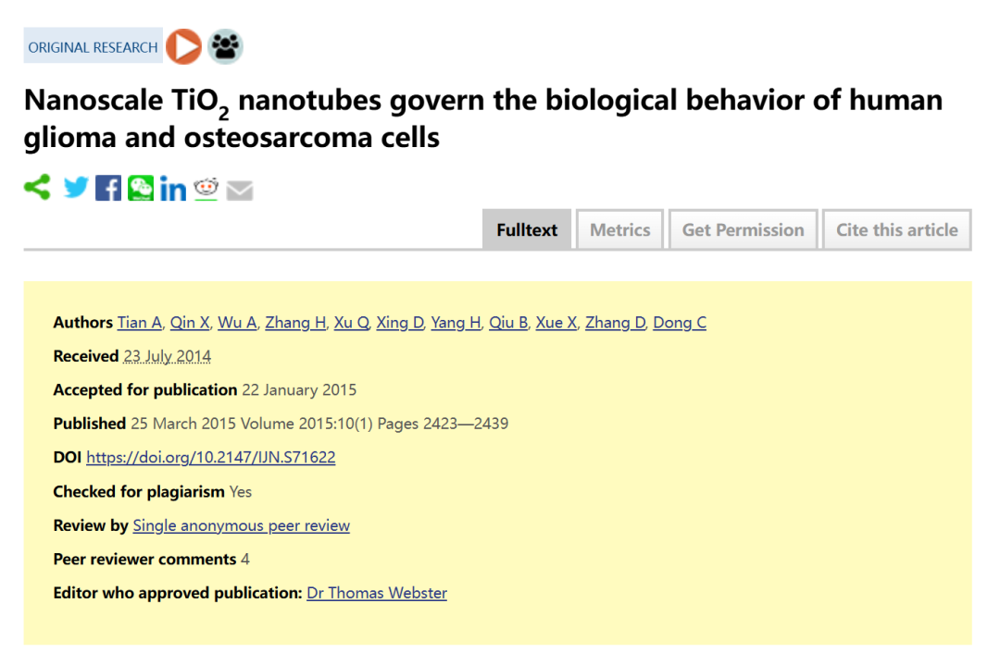 ORIGINAL RESEARCH
Nanoscale TiO₂ nanotubes govern the biological behavior of human
glioma and osteosarcoma cells
Fulltext Metrics Get Permission Cite this article
Authors Tian A, Qin X, Wu A, Zhang H, Xu Q, Xing D, Yang H, Qiu B, Xue X, Zhang D, Dong C
Received 23 July 2014
Accepted for publication 22 January 2015
Published 25 March 2015 Volume 2015:10(1) Pages 2423—2439
DOI https://doi.org/10.2147/IJN.S71622
Checked for plagiarism Yes
Review by Single anonymous peer review
Peer reviewer comments 4
Editor who approved publication: Dr Thomas Webster